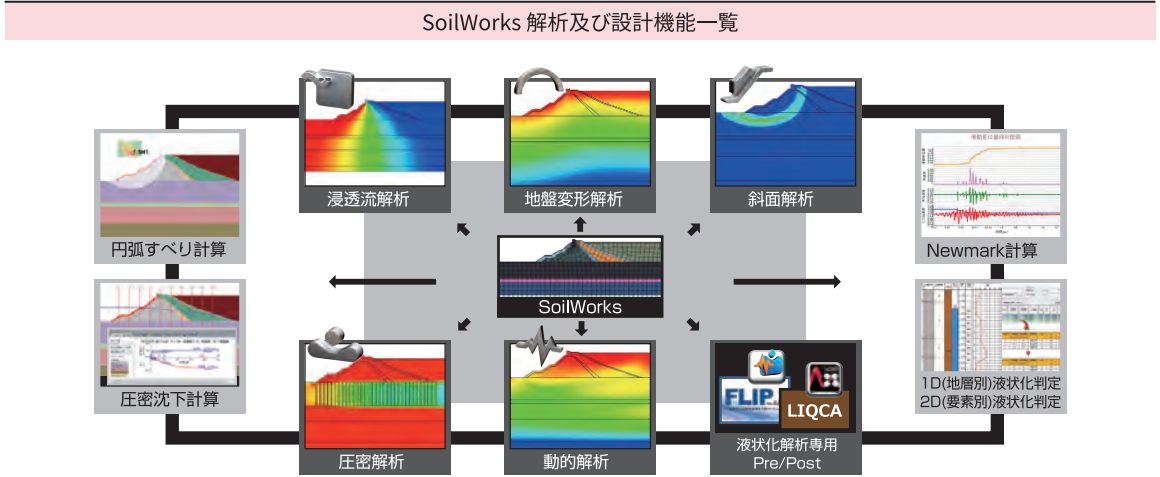 SoilWorks 解析及び設計機能一覧
浸透流解析
地盤変形解析
斜面解析
円弧すべり計算
Newmark計算
SoilWorks
圧密沈下計算
1D(地層別)液状化判定
2D(要素別)液状化判定
FLIP
LIQCA
圧密解析
動的解析
液状化解析専用
Pre/Post